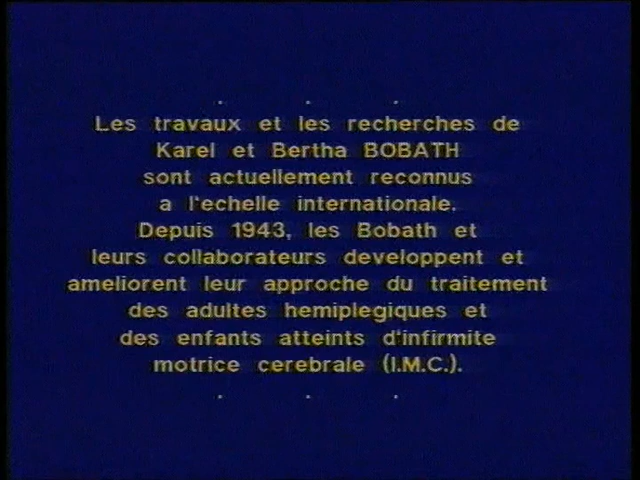 Les travaux et les recherches de
Karel et Bertha BOBATH
sont actuellement reconnus
a l'echelle internationale.
Depuis 1943, les Bobath et
leurs collaborateurs developpent et
ameliorent leur approche du traitement
des adultes hemiplegiques et
des enfants atteints d'infirmite
motrice cerebrale (I.M.C.).